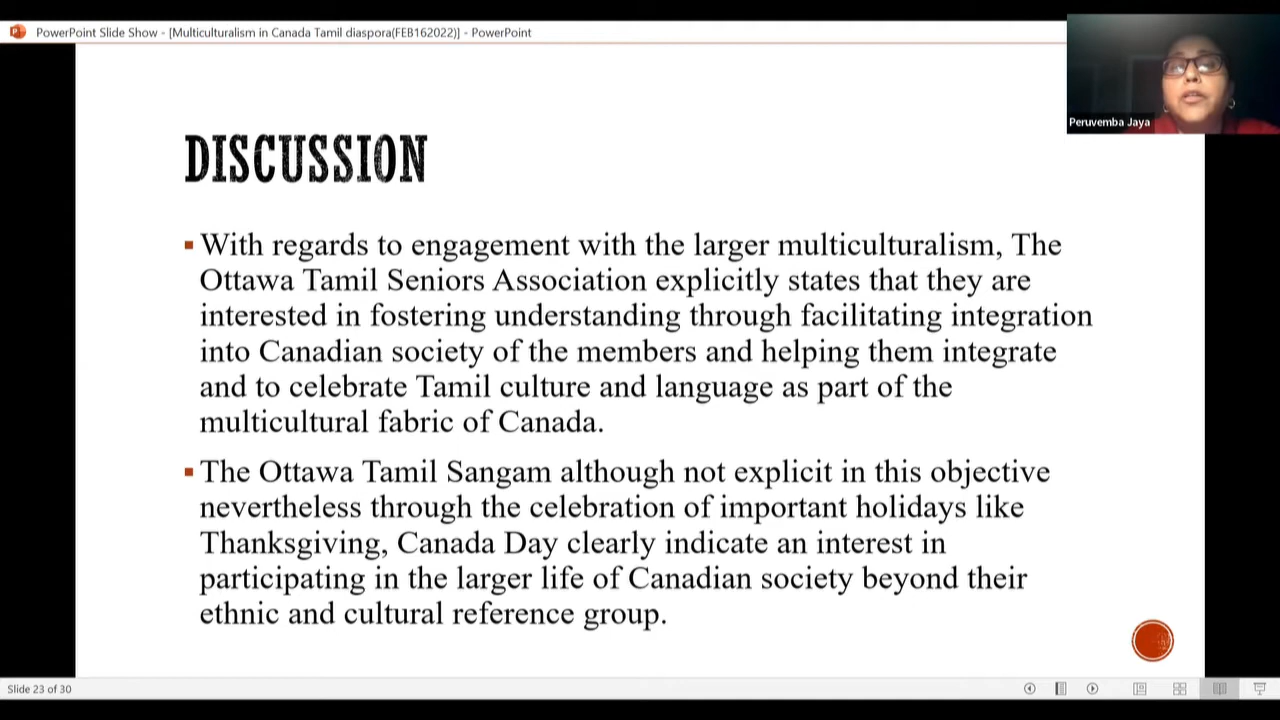 PowerPoint Slide Show - [Multiculturalism in Canada Tamil diaspora(FEB162022)] - PowerPoint
Peruvemba Jaya
DISCUSSION
With regards to engagement with the larger multiculturalism, The
Ottawa Tamil Seniors Association explicitly states that they are
interested in fostering understanding through facilitating integration
into Canadian society of the members and helping them integrate
and to celebrate Tamil culture and language as part of the
multicultural fabric of Canada.
The Ottawa Tamil Sangam although not explicit in this objective
nevertheless through the celebration of important holidays like
Thanksgiving, Canada Day clearly indicate an interest in
participating in the larger life of Canadian society beyond their
ethnic and cultural reference group.
Slide 23 of 30